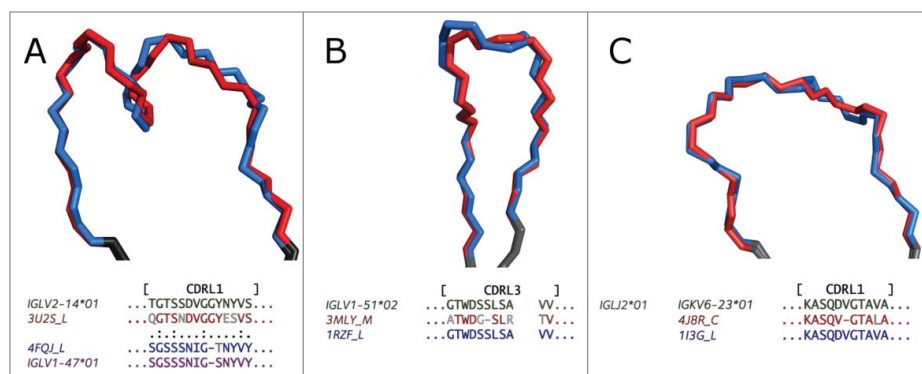 A
B
C
[ CDRL1 ]
IGLV2-14*01 ...TGTSSDVGGYNYVS...
3U2S_L ...QGTSNDVGGYESVS...
:::....:...::
4FQJ_L ...SGSSSNIG-TNYVY...
IGLV1-47*01 ...SGSSSNIG-SNYVY...
[ CDRL3 ]
IGLV1-51*02 ...GTWDSSLSA VV... IGLJ2*01
3MLY_M ...ATWDG-SLR TV...
1RZF_L ...GTWDSSLSA VV...
[ CDRL1 ]
IGKV6-23*01 ...KASQDVGTAVA...
4J8R_C ...KASQV-GTALA...
1I3G_L ...KASQDVGTAVA...